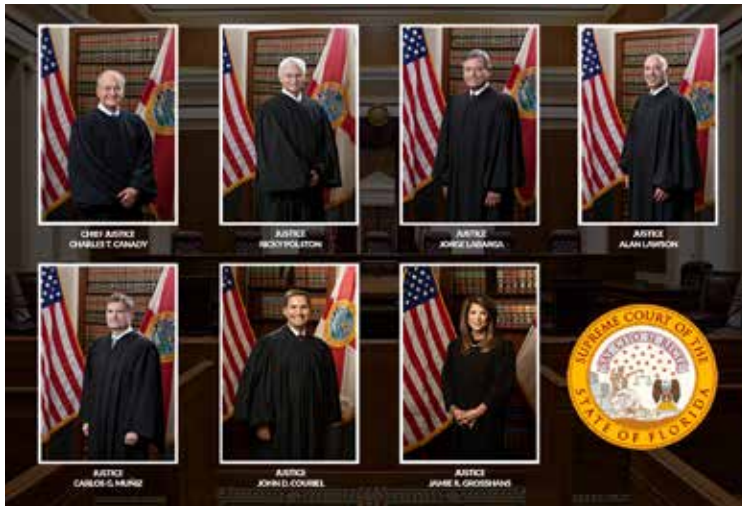 CHIEF JUSTICE
CHARLES T. CANADY
JUSTICE
RICKY POLSTON
JUSTICE
JORGE LABARGA
JUSTICE
ALAN LAWSON
JUSTICE
CARLOS G. MUÑIZ
JUSTICE
JOHN D. COURIEL
JUSTICE
JAMIE R. GROSSHANS
SUPREME COURT OF THE
STATE OF FLORIDA